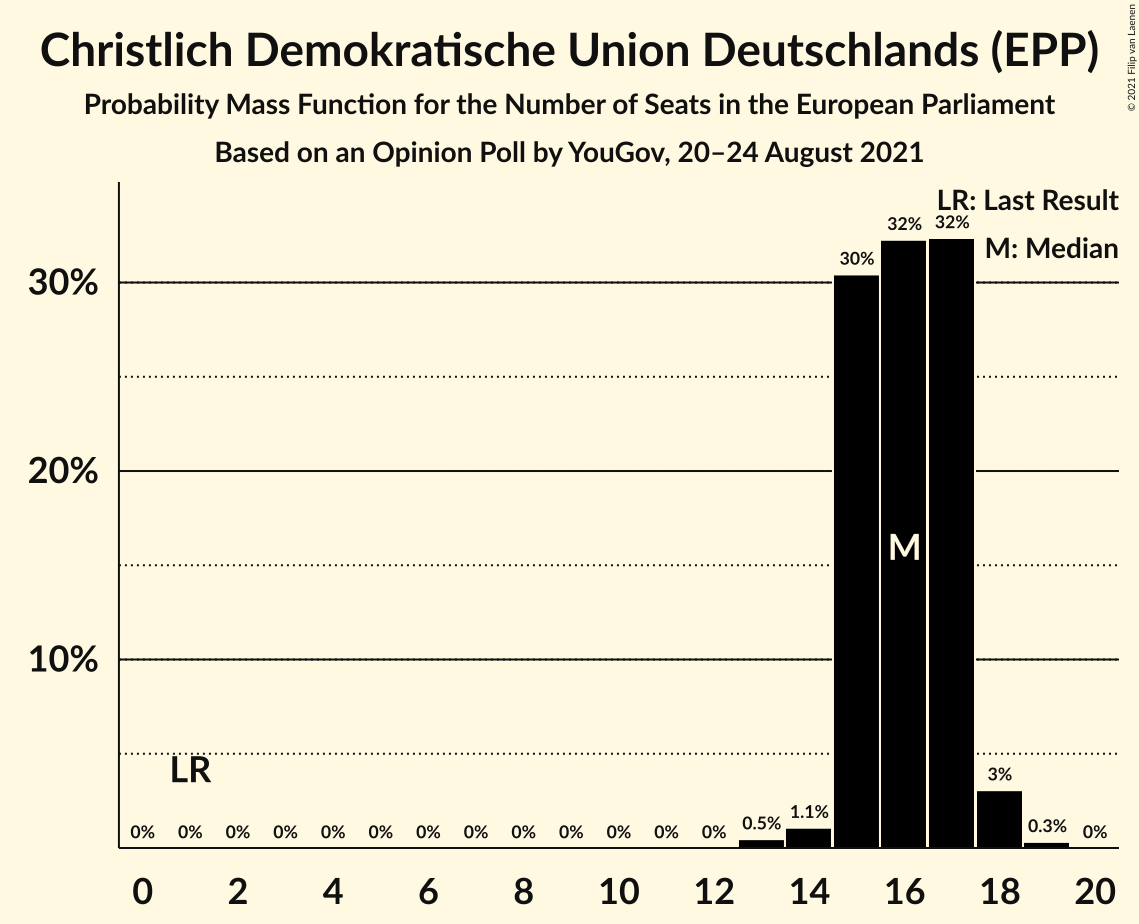 Christlich Demokratische Union Deutschlands (EPP)
Probability Mass Function for the Number of Seats in the European Parliament
Based on an Opinion Poll by YouGov, 20–24 August 2021
© 2021 Filip van Laenen
LR: Last Result
M: Median
30%
20%
10%
32% 32%
30%
M
LR
0% 0% 0% 0% 0% 0% 0% 0% 0% 0% 0% 0% 0% 0.5% 1.1% 3% 0.3% 0%
0 2 4 6 8 10 12 14 16 18 20